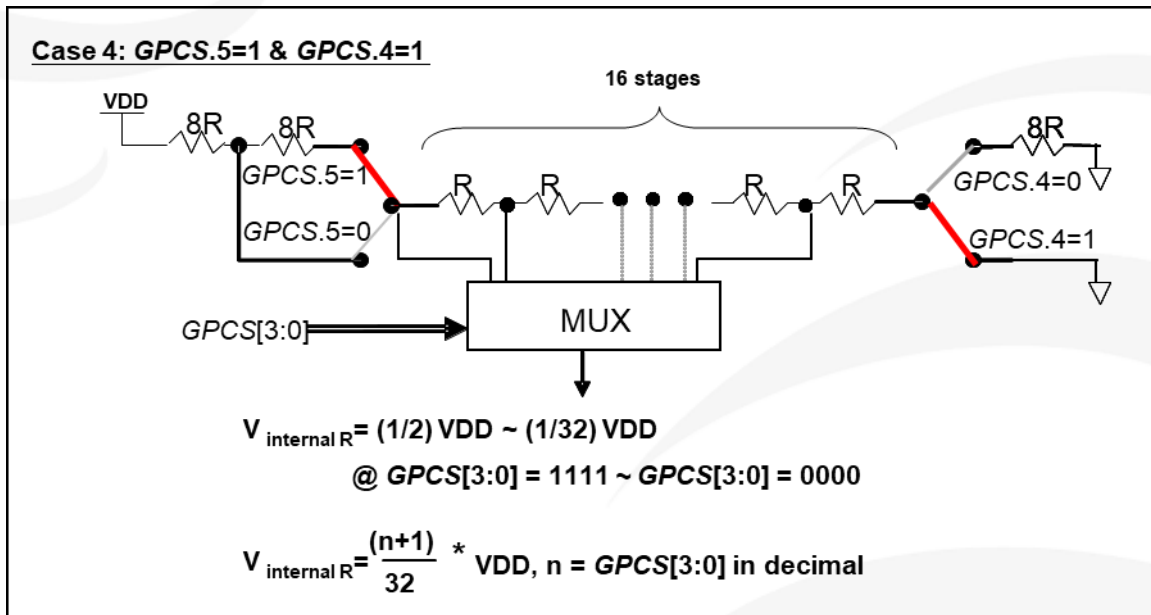 Case 4: GPCS.5=1 & GPCS.4=1
16 stages
VDD
8R
8R
8R
GPCS.5=1
R
R
R
R
GPCS.4=0
GPCS.5=0
GPCS.4=1
MUX
GPCS[3:0]
V internal R= (1/2) VDD ~ (1/32) VDD
@ GPCS[3:0] = 1111 ~ GPCS[3:0] = 0000
V internal R= (n+1)/32 * VDD, n = GPCS[3:0] in decimal